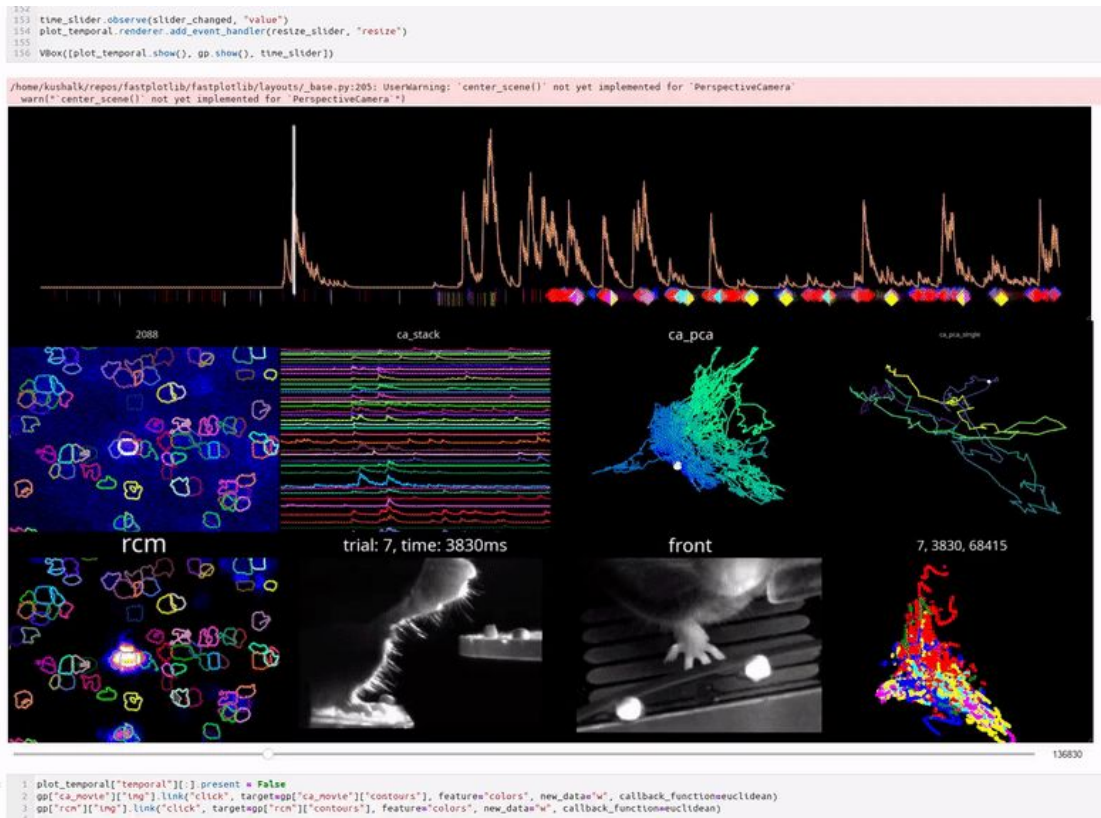 152
153 time_slider.observe(slider_changed, "value")
154 plot_temporal.renderer.add_event_handler(resize_slider, "resize")
155
156 VBox([plot_temporal.show(), gp.show(), time_slider])
/home/kushalk/repos/fastplotlib/fastplotlib/layouts/_base.py:205: UserWarning: `center_scene()` not yet implemented for `PerspectiveCamera`
warn("`center_scene()` not yet implemented for `PerspectiveCamera`")
2088 ca_stack ca_pca ca_pca_single
rcm trial: 7, time: 3830ms front 7, 3830, 68415
136830
1 plot_temporal["temporal"][:].present = False
2 gp["ca_movie"]["img"].link("click", target=gp["ca_movie"]["contours"], feature="colors", new_data="w", callback_function=euclidean)
3 gp["rcm"]["img"].link("click", target=gp["rcm"]["contours"], feature="colors", new_data="w", callback_function=euclidean)